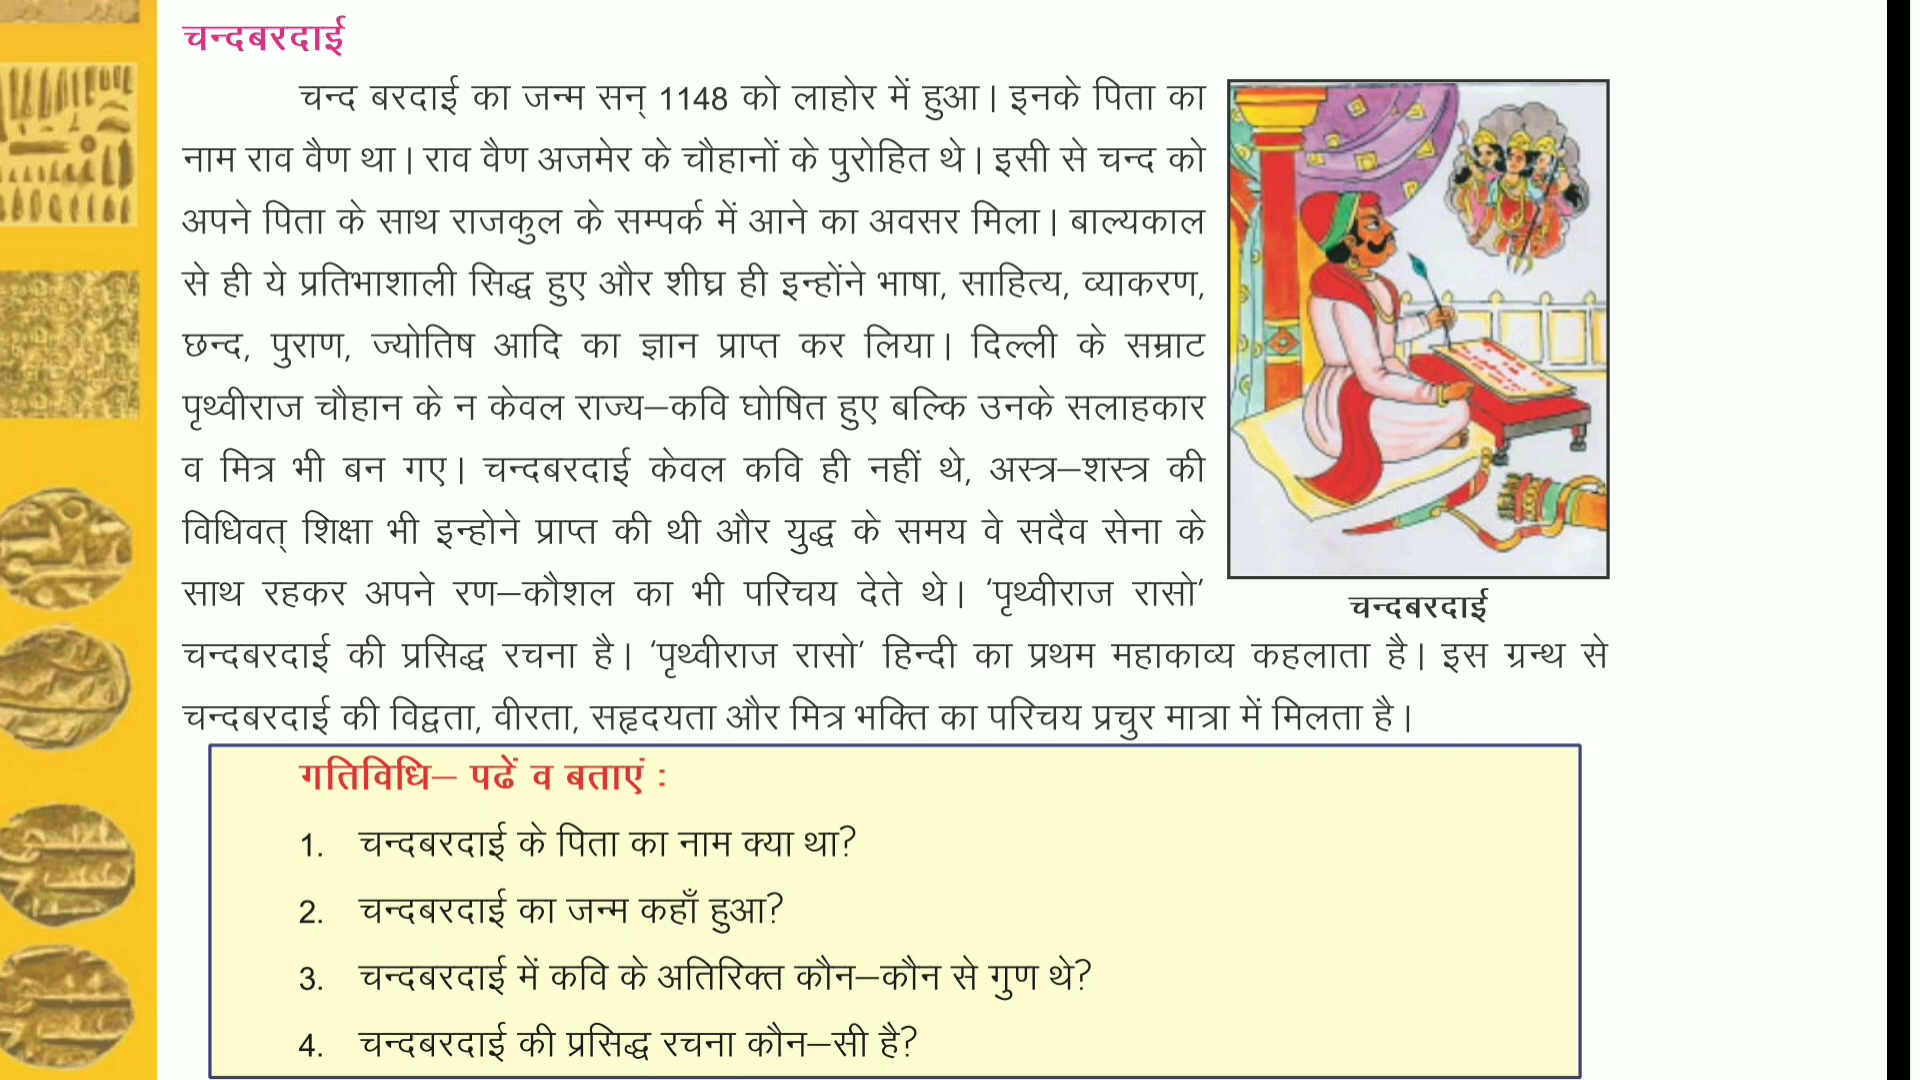 चन्दबरदाई
चन्द बरदाई का जन्म सन् 1148 को लाहोर में हुआ। इनके पिता का
नाम राव वैण था। राव वैण अजमेर के चौहानों के पुरोहित थे। इसी से चन्द को
अपने पिता के साथ राजकुल के सम्पर्क में आने का अवसर मिला। बाल्यकाल
से ही ये प्रतिभाशाली सिद्ध हुए और शीघ्र ही इन्होंने भाषा, साहित्य, व्याकरण,
छन्द, पुराण, ज्योतिष आदि का ज्ञान प्राप्त कर लिया। दिल्ली के सम्राट
पृथ्वीराज चौहान के न केवल राज्य–कवि घोषित हुए बल्कि उनके सलाहकार
व मित्र भी बन गए। चन्दबरदाई केवल कवि ही नहीं थे, अस्त्र–शस्त्र की
विधिवत् शिक्षा भी इन्होने प्राप्त की थी और युद्ध के समय वे सदैव सेना के
साथ रहकर अपने रण–कौशल का भी परिचय देते थे। ‘पृथ्वीराज रासो’
चन्दबरदाई
चन्दबरदाई की प्रसिद्ध रचना है। ‘पृथ्वीराज रासो’ हिन्दी का प्रथम महाकाव्य कहलाता है। इस ग्रन्थ से
चन्दबरदाई की विद्वता, वीरता, सहृदयता और मित्र भक्ति का परिचय प्रचुर मात्रा में मिलता है।
गतिविधि– पढें व बताएं :
1. चन्दबरदाई के पिता का नाम क्या था?
2. चन्दबरदाई का जन्म कहाँ हुआ?
3. चन्दबरदाई में कवि के अतिरिक्त कौन–कौन से गुण थे?
4. चन्दबरदाई की प्रसिद्ध रचना कौन–सी है?